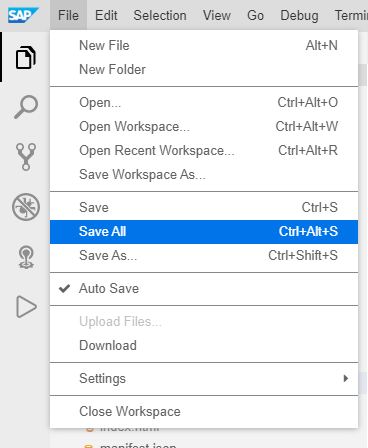 SAP File Edit Selection View Go Debug Termin
New File Alt+N
New Folder
Open... Ctrl+Alt+O
Open Workspace... Ctrl+Alt+W
Open Recent Workspace... Ctrl+Alt+R
Save Workspace As...
Save Ctrl+S
Save All Ctrl+Alt+S
Save As... Ctrl+Shift+S
Auto Save
Upload Files...
Download
Settings
Close Workspace
index.html
manifest.json